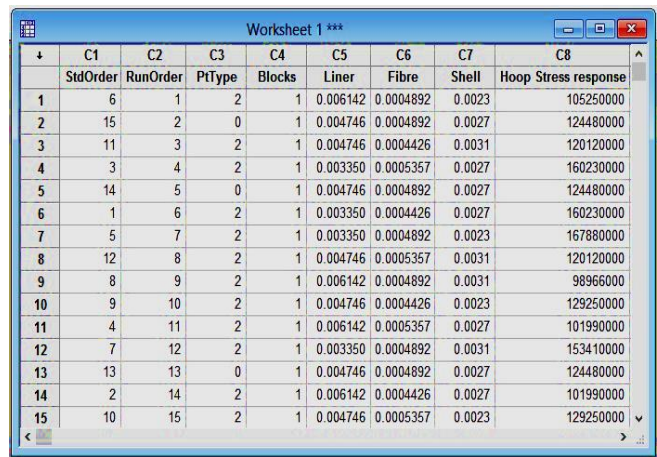 Worksheet 1 ***
↓ C1 C2 C3 C4 C5 C6 C7 C8
StdOrder RunOrder PtType Blocks Liner Fibre Shell Hoop Stress response
1 6 1 2 1 0.006142 0.0004892 0.0023 105250000
2 15 2 0 1 0.004746 0.0004892 0.0027 124480000
3 11 3 2 1 0.004746 0.0004426 0.0031 120120000
4 3 4 2 1 0.003350 0.0005357 0.0027 160230000
5 14 5 0 1 0.004746 0.0004892 0.0027 124480000
6 1 6 2 1 0.003350 0.0004426 0.0027 160230000
7 5 7 2 1 0.003350 0.0004892 0.0023 167880000
8 12 8 2 1 0.004746 0.0005357 0.0031 120120000
9 8 9 2 1 0.006142 0.0004892 0.0031 98966000
10 9 10 2 1 0.004746 0.0004426 0.0023 129250000
11 4 11 2 1 0.006142 0.0005357 0.0027 101990000
12 7 12 2 1 0.003350 0.0004892 0.0031 153410000
13 13 13 0 1 0.004746 0.0004892 0.0027 124480000
14 2 14 2 1 0.006142 0.0004426 0.0027 101990000
15 10 15 2 1 0.004746 0.0005357 0.0023 129250000